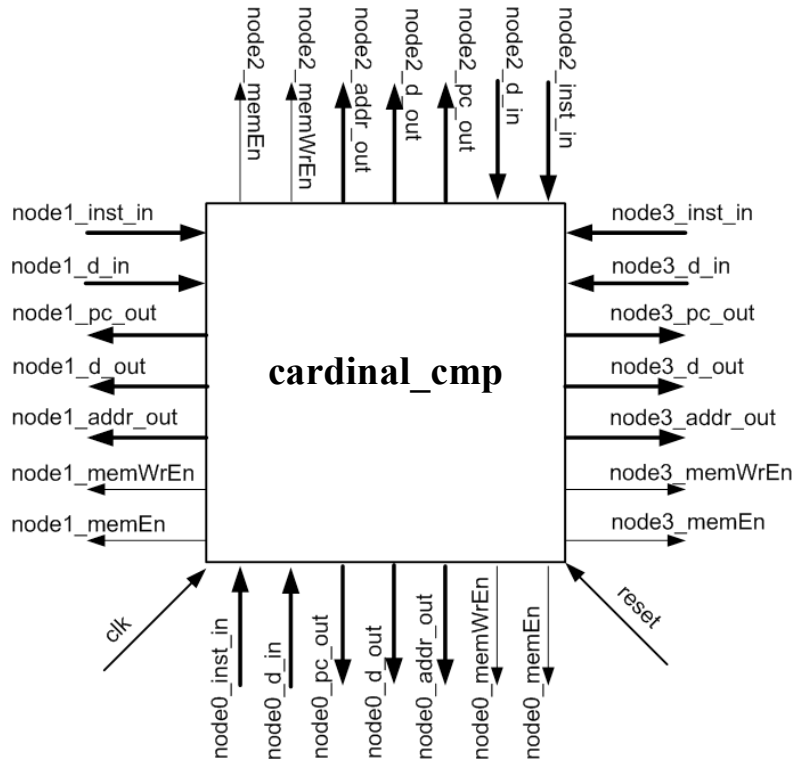 node2_memEn
node2_memWrEn
node2_addr_out
node2_d_out
node2_pc_out
node2_d_in
node2_inst_in
node1_inst_in
node1_d_in
node1_pc_out
node1_d_out
node1_addr_out
node1_memWrEn
node1_memEn
cardinal_cmp
node3_inst_in
node3_d_in
node3_pc_out
node3_d_out
node3_addr_out
node3_memWrEn
node3_memEn
clk
reset
node0_inst_in
node0_d_in
node0_pc_out
node0_d_out
node0_addr_out
node0_memWrEn
node0_memEn